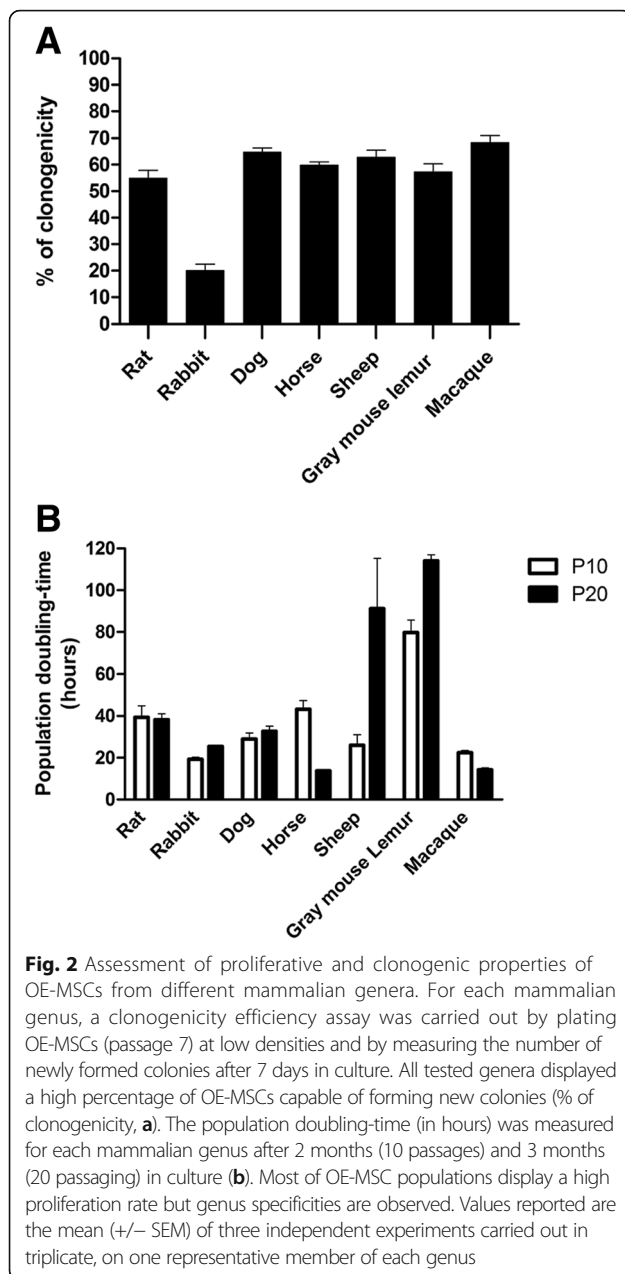 A
% of clonogenicity
100
90
80
70
60
50
40
30
20
10
0
Rat
Rabbit
Dog
Horse
Sheep
Gray mouse lemur
Macaque
B
Population doubling-time
(hours)
120
100
80
60
40
20
0
P10
P20
Rat
Rabbit
Dog
Horse
Sheep
Gray mouse Lemur
Macaque
Fig. 2 Assessment of proliferative and clonogenic properties of
OE-MSCs from different mammalian genera. For each mammalian
genus, a clonogenicity efficiency assay was carried out by plating
OE-MSCs (passage 7) at low densities and by measuring the number of
newly formed colonies after 7 days in culture. All tested genera displayed
a high percentage of OE-MSCs capable of forming new colonies (% of
clonogenicity, a). The population doubling-time (in hours) was measured
for each mammalian genus after 2 months (10 passages) and 3 months
(20 passaging) in culture (b). Most of OE-MSC populations display a high
proliferation rate but genus specificities are observed. Values reported are
the mean (+/− SEM) of three independent experiments carried out in
triplicate, on one representative member of each genus